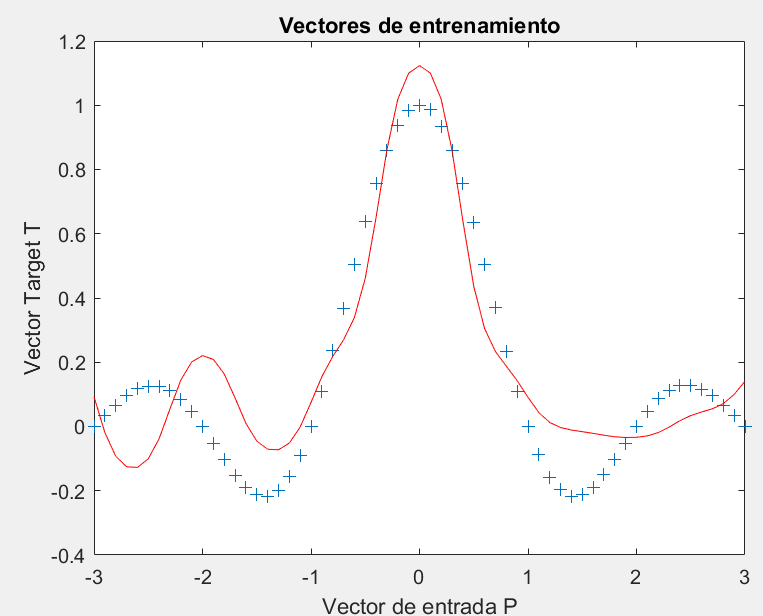 Vectores de entrenamiento
1.2
1
0.8
0.6
0.4
0.2
0
-0.2
-0.4
Vector Target T
-3 -2 -1 0 1 2 3
Vector de entrada P